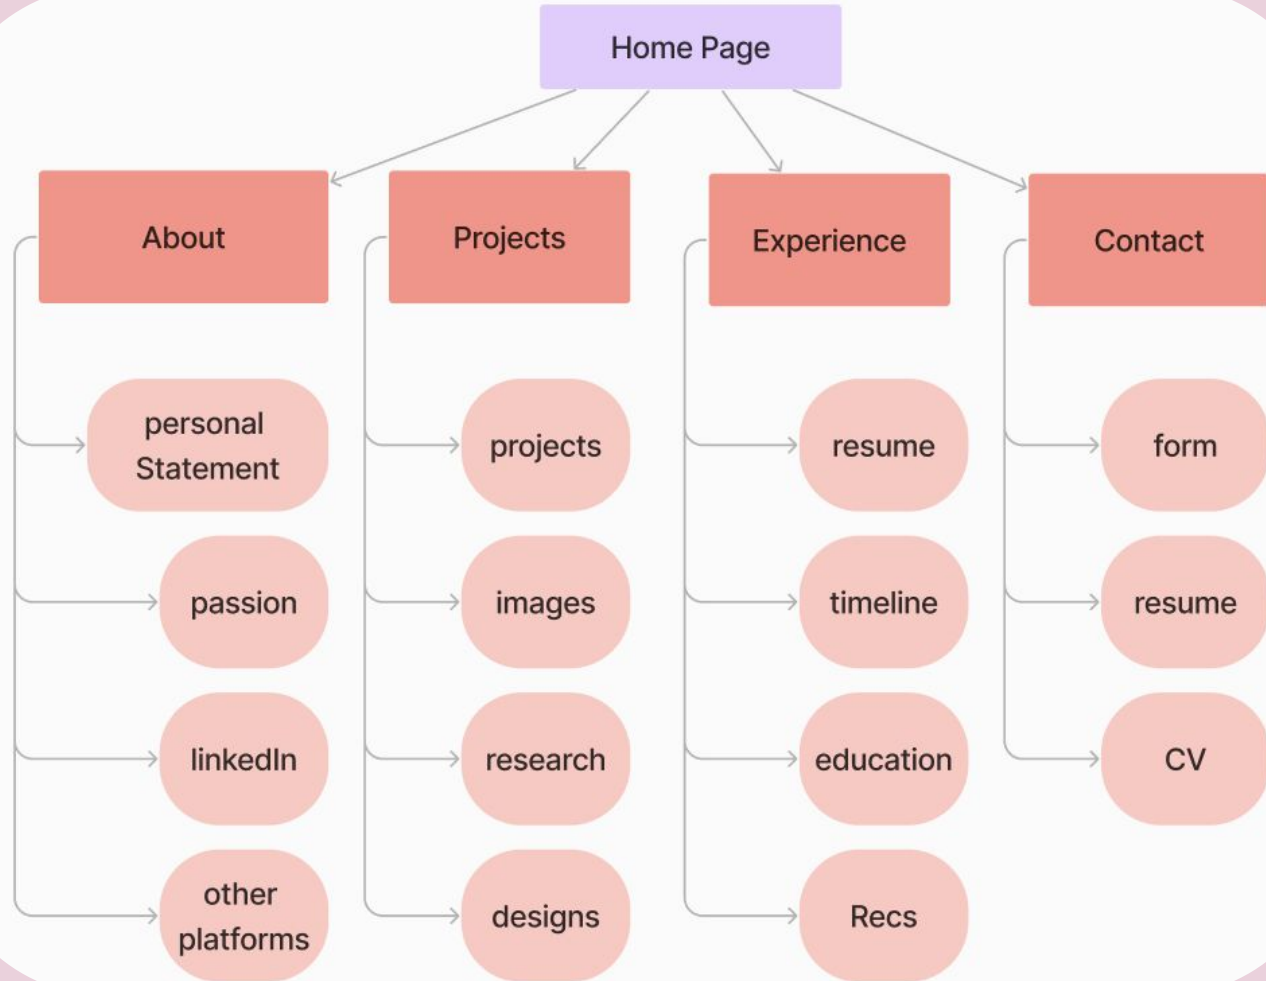 Home Page
About
Projects
Experience
Contact
personal
Statement
projects
resume
form
passion
images
timeline
resume
linkedIn
research
education
CV
other
platforms
designs
Recs